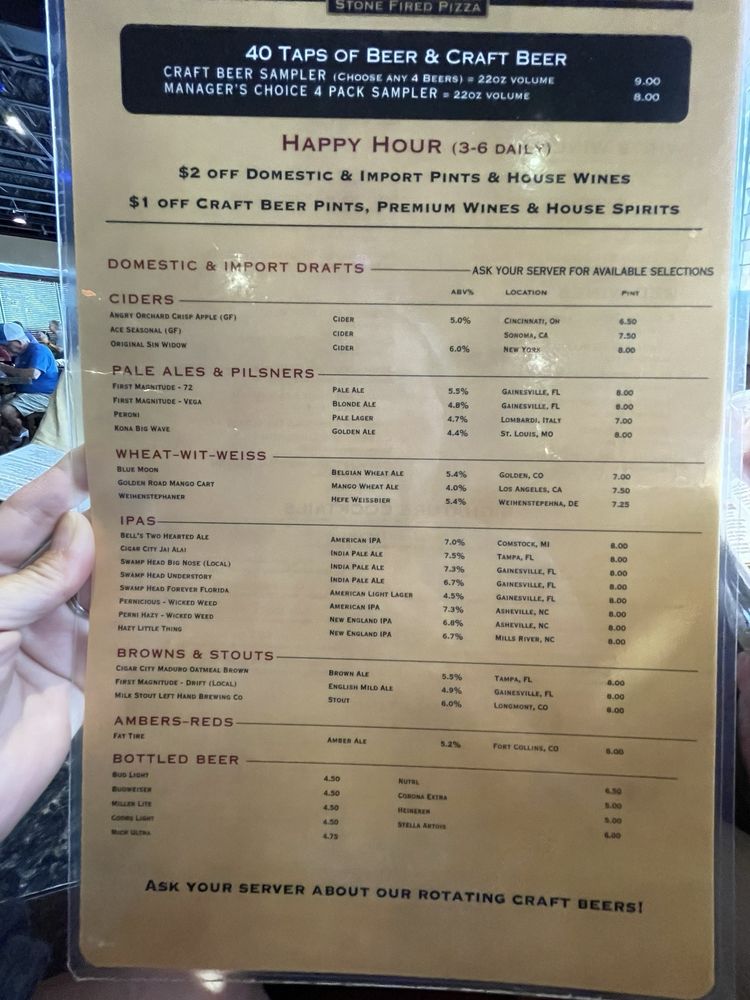 STONE FIRED PIZZA
40 TAPS OF BEER & CRAFT BEER
CRAFT BEER SAMPLER (CHOOSE ANY 4 BEERS) = 22OZ VOLUME 9.00
MANAGER'S CHOICE 4 PACK SAMPLER = 22OZ VOLUME 8.00
HAPPY HOUR (3-6 DAILY)
$2 OFF DOMESTIC & IMPORT PINTS & HOUSE WINES
$1 OFF CRAFT BEER PINTS, PREMIUM WINES & HOUSE SPIRITS
DOMESTIC & IMPORT DRAFTS ASK YOUR SERVER FOR AVAILABLE SELECTIONS
CIDERS ABV% LOCATION PINT
ANGRY ORCHARD CRISP APPLE (GF) CIDER 5.0% CINCINNATI, OH 6.50
ACE SEASONAL (GF) CIDER SONOMA, CA 7.50
ORIGINAL SIN WIDOW CIDER 6.0% NEW YORK 8.00
PALE ALES & PILSNERS
FIRST MAGNITUDE - 72 PALE ALE 5.5% GAINESVILLE, FL 8.00
FIRST MAGNITUDE - VEGA BLONDE ALE 4.8% GAINESVILLE, FL 8.00
PERONI PALE LAGER 4.7% LOMBARDI, ITALY 7.00
KONA BIG WAVE GOLDEN ALE 4.4% ST. LOUIS, MO 8.00
WHEAT-WIT-WEISS
BLUE MOON BELGIAN WHEAT ALE 5.4% GOLDEN, CO 7.00
GOLDEN ROAD MANGO CART MANGO WHEAT ALE 4.0% LOS ANGELES, CA 7.50
WEIHENSTEPHANER HEFE WEISSBIER 5.4% WEIHENSTEPEHNA, DE 7.25
IPAS
BELL'S TWO HEARTED ALE AMERICAN IPA 7.0% COMSTOCK, MI 8.00
CIGAR CITY JAI ALAI INDIA PALE ALE 7.5% TAMPA, FL 8.00
SWAMP HEAD BIG NOSE (LOCAL) INDIA PALE ALE 7.3% GAINESVILLE, FL 8.00
SWAMP HEAD UNDERSTORY INDIA PALE ALE 6.7% GAINESVILLE, FL 8.00
SWAMP HEAD FOREVER FLORIDA AMERICAN LIGHT LAGER 4.5% GAINESVILLE, FL 8.00
PERNICIOUS - WICKED WEED AMERICAN IPA 7.3% ASHEVILLE, NC 8.00
PERNI HAZY - WICKED WEED NEW ENGLAND IPA 6.8% ASHEVILLE, NC 8.00
HAZY LITTLE THING NEW ENGLAND IPA 6.7% MILLS RIVER, NC 8.00
BROWNS & STOUTS
CIGAR CITY MADURO OATMEAL BROWN BROWN ALE 5.5% TAMPA, FL 8.00
FIRST MAGNITUDE - DRIFT (LOCAL) ENGLISH MILD ALE 4.9% GAINESVILLE, FL 8.00
MILK STOUT LEFT HAND BREWING CO STOUT 6.0% LONGMONT, CO 8.00
AMBERS-REDS
FAT TIRE AMBER ALE 5.2% FORT COLLINS, CO 8.00
BOTTLED BEER
BUD LIGHT 4.50 NUTRL 6.50
BUDWEISER 4.50 CORONA EXTRA 5.00
MILLER LITE 4.50 HEINEKEN 5.00
COORS LIGHT 4.50 STELLA ARTOIS 6.00
MICH ULTRA 4.75
ASK YOUR SERVER ABOUT OUR ROTATING CRAFT BEERS!